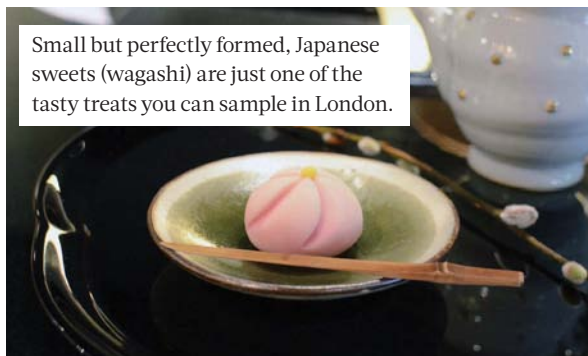 Small but perfectly formed, Japanese
sweets (wagashi) are just one of the
tasty treats you can sample in London.